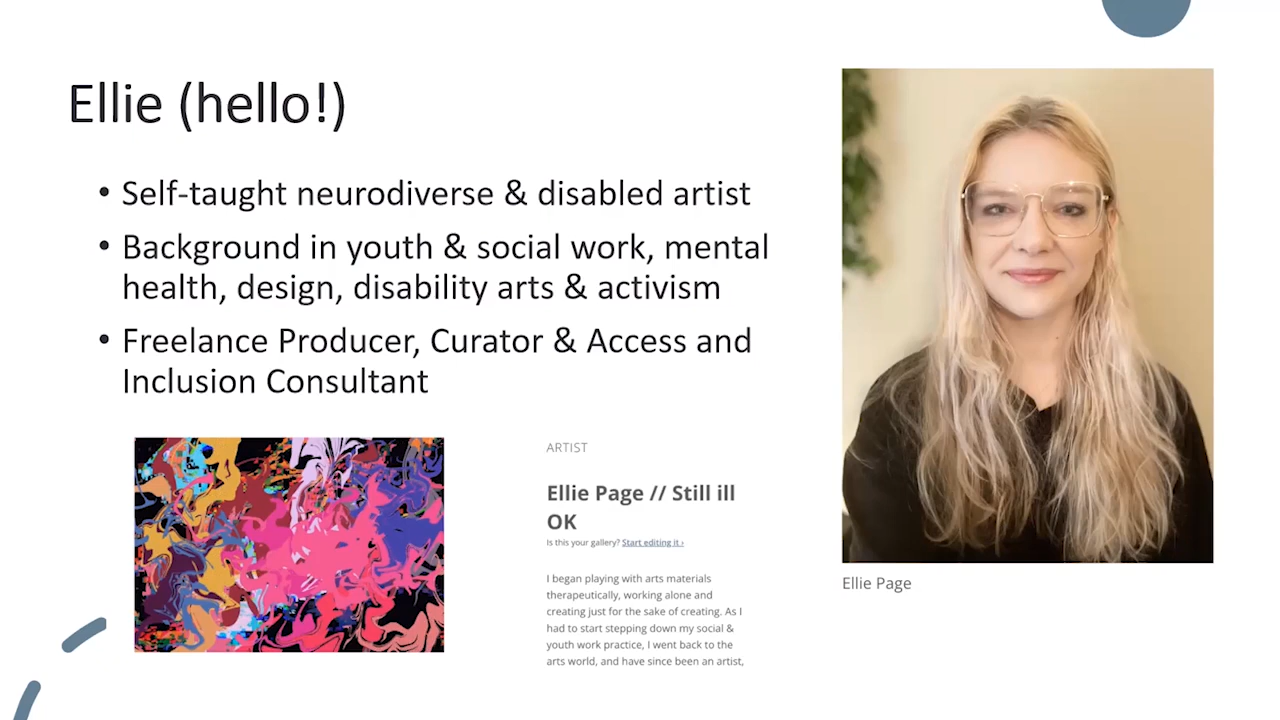 Ellie (hello!)
• Self-taught neurodiverse & disabled artist
• Background in youth & social work, mental
health, design, disability arts & activism
• Freelance Producer, Curator & Access and
Inclusion Consultant
ARTIST
Ellie Page // Still ill
OK
Is this your gallery? Start editing it ›
I began playing with arts materials
therapeutically, working alone and
creating just for the sake of creating. As I
had to start stepping down my social &
youth work practice, I went back to the
arts world, and have since been an artist,
Ellie Page